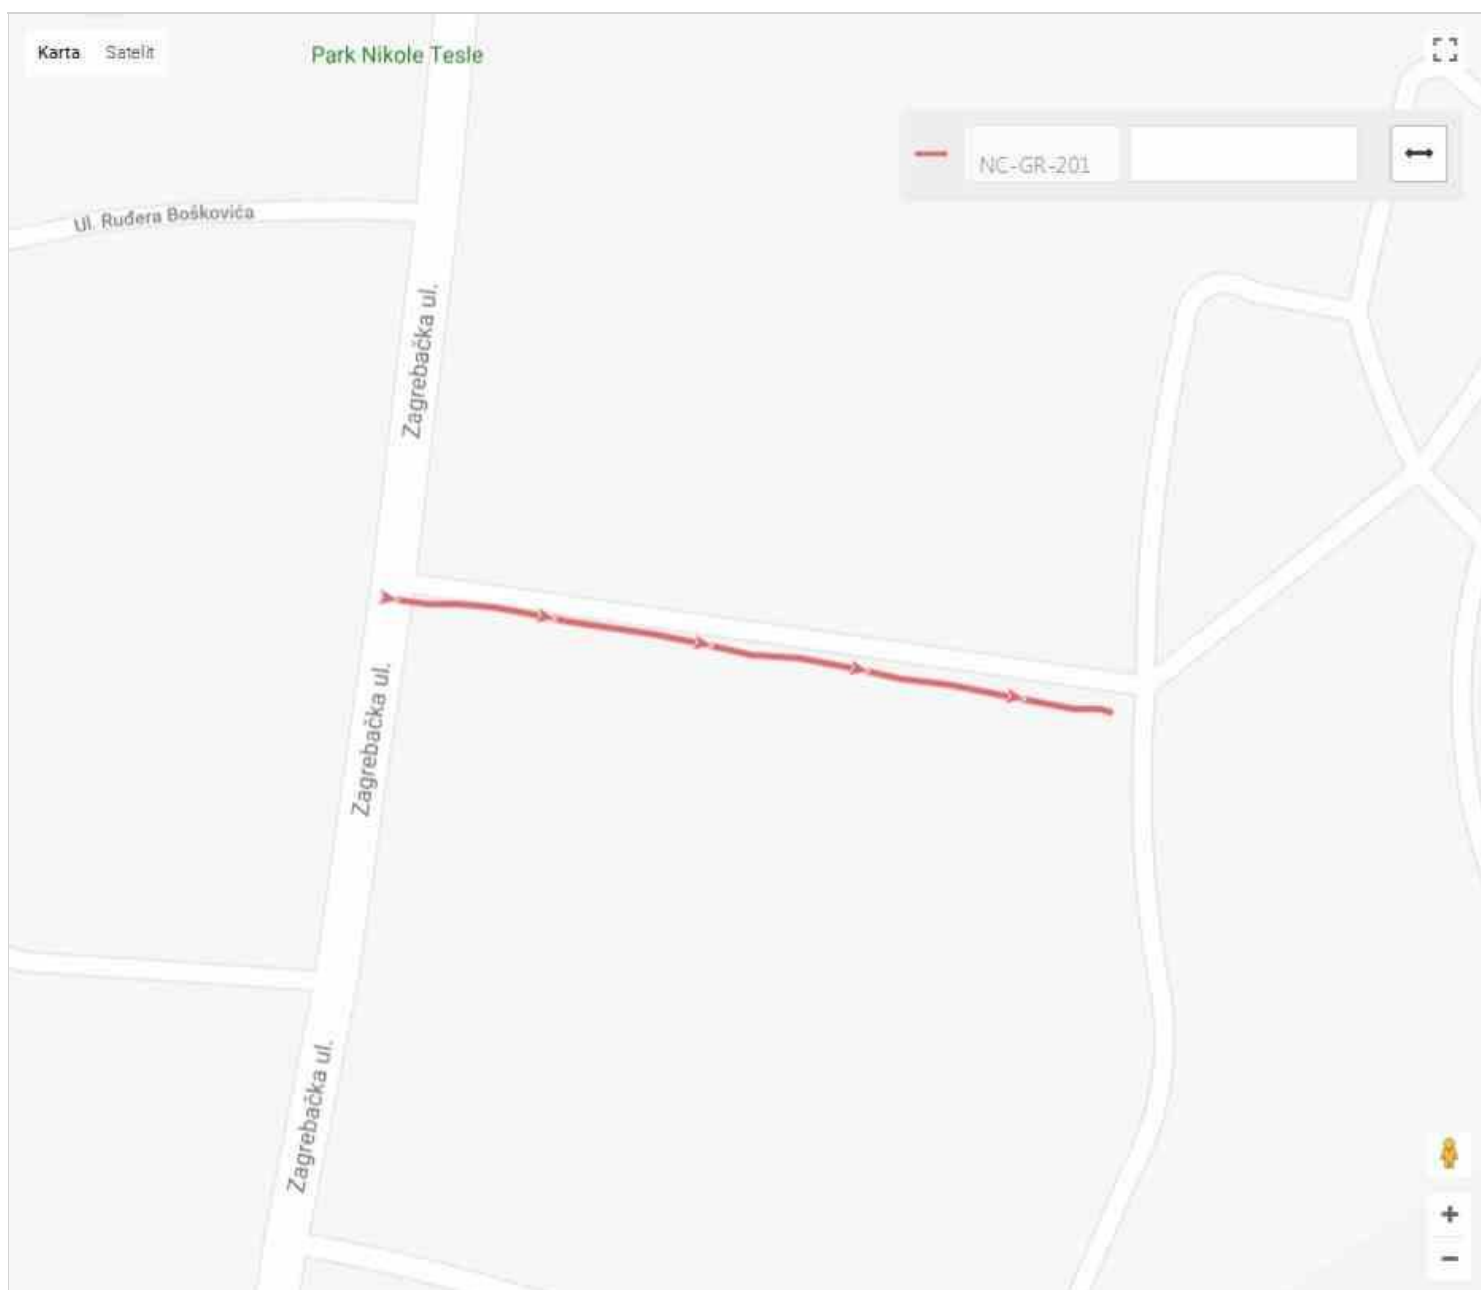 Karta Satelit
Park Nikole Tesle
NC-GR-201
Ul. Ruđera Boškovića
Zagrebačka ul.
Zagrebačka ul.
Zagrebačka ul.